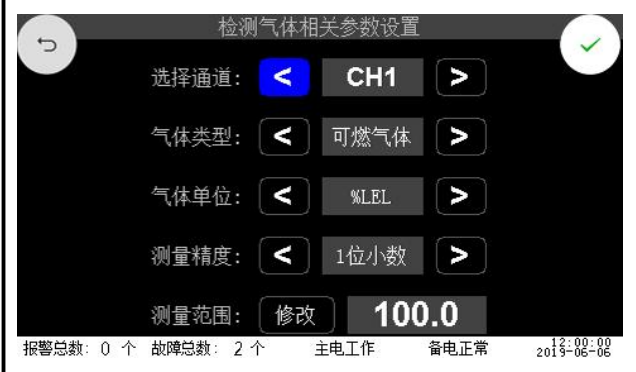 检测气体相关参数设置
选择通道: < CH1 >
气体类型: < 可燃气体 >
气体单位: < %LEL >
测量精度: < 1位小数 >
测量范围: 修改 100.0
报警总数: 0 个 故障总数: 2 个 主电工作 备电正常 12:00:00
2019-06-06